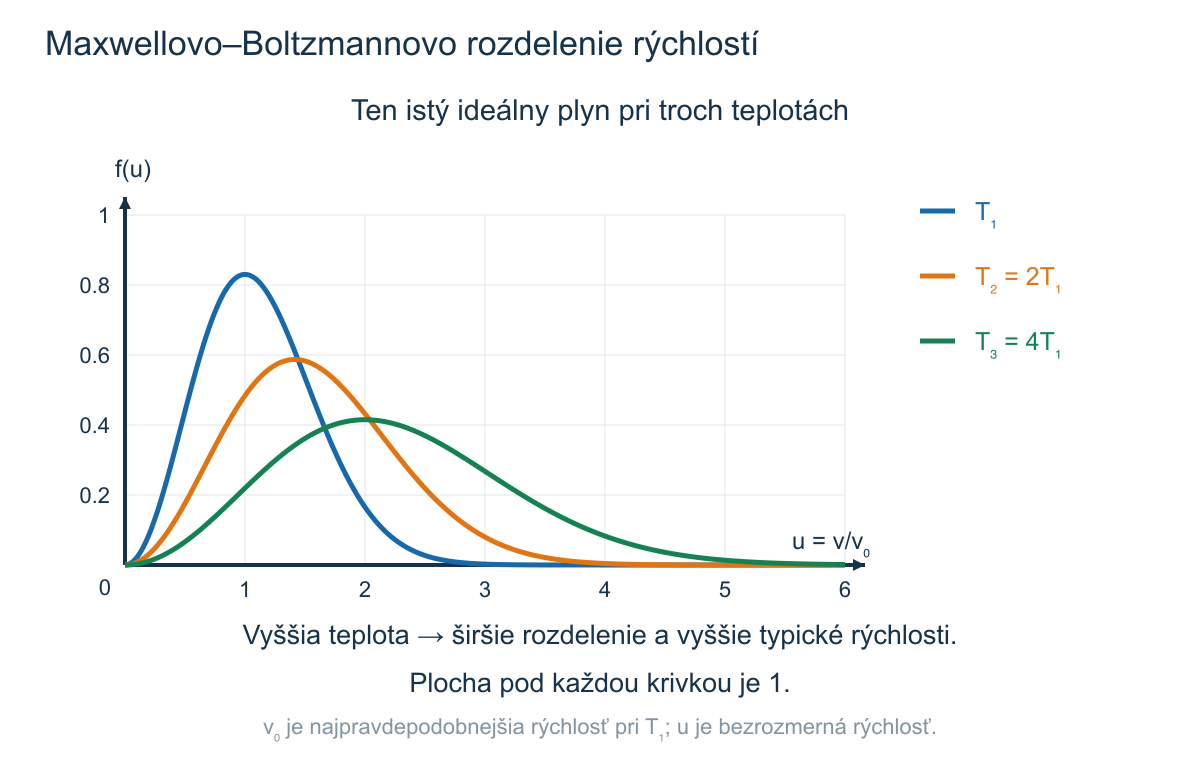 Maxwellovo–Boltzmannovo rozdelenie rýchlostí
Ten istý ideálny plyn pri troch teplotách
f(u)
1
0.8
0.6
0.4
0.2
0
1
2
3
4
5
6
u = v/v₀
T₁
T₂ = 2T₁
T₃ = 4T₁
Vyššia teplota → širšie rozdelenie a vyššie typické rýchlosti.
Plocha pod každou krivkou je 1.
v₀ je najpravdepodobnejšia rýchlosť pri T₁; u je bezrozmerná rýchlosť.